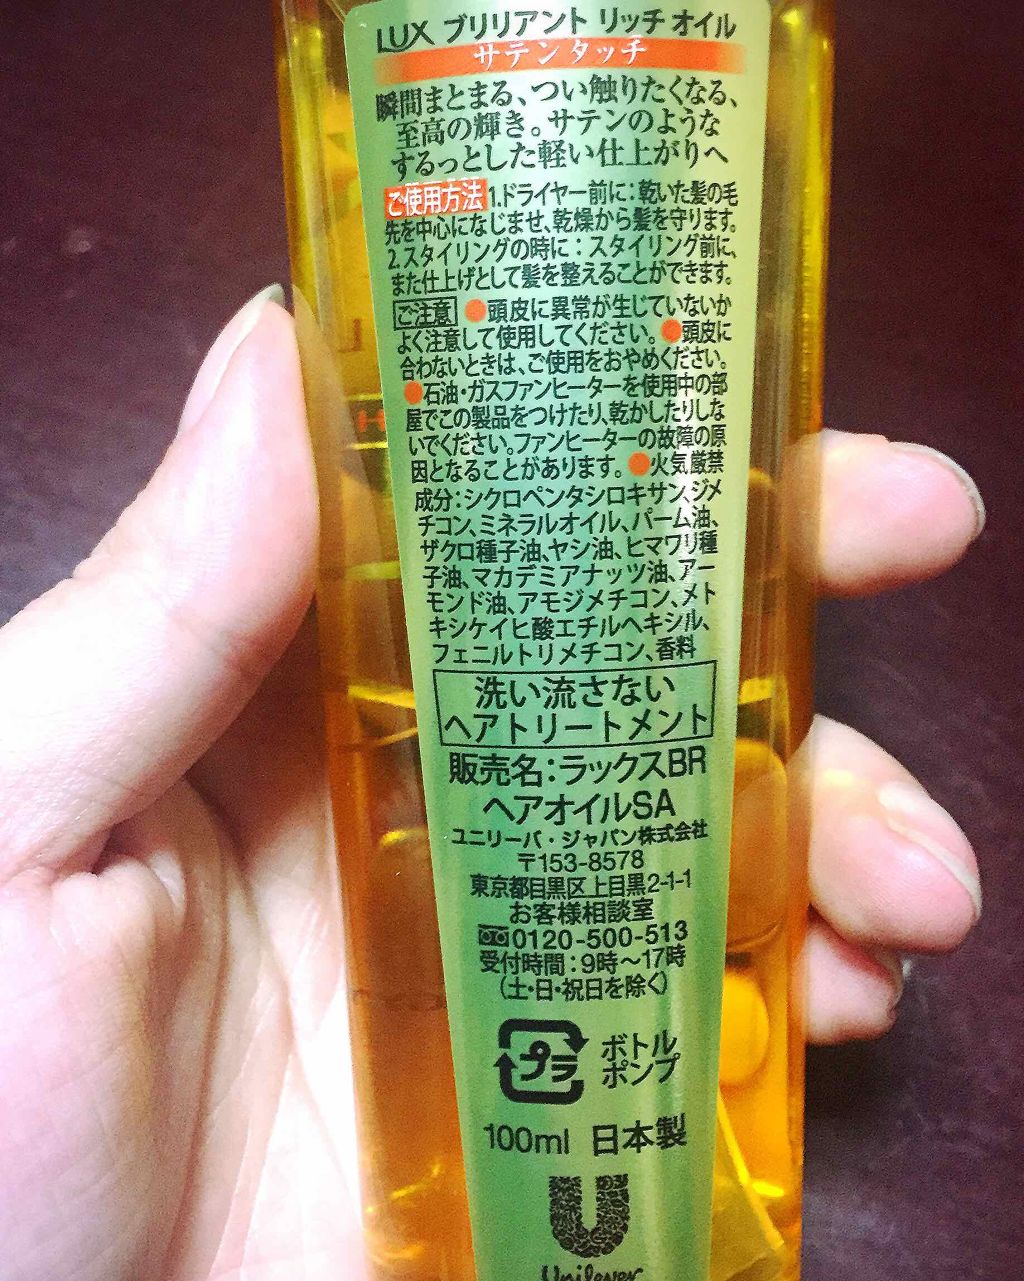 LUX ブリリアント リッチ オイル
サテンタッチ
瞬間まとまる、つい触りたくなる、
至高の輝き。サテンのような
するっとした軽い仕上がりへ
ご使用方法 1.ドライヤー前に:乾いた髪の毛
先を中心になじませ、乾燥から髪を守ります。
2.スタイリングの時に:スタイリング前に、
また仕上げとして髪を整えることができます。
ご注意 ●頭皮に異常が生じていないか
よく注意して使用してください。●頭皮に
合わないときは、ご使用をおやめください。
●石油・ガスファンヒーターを使用中の部
屋でこの製品をつけたり、乾かしたりしな
いでください。ファンヒーターの故障の原
因となることがあります。●火気厳禁
成分:シクロペンタシロキサン、ジメ
チコン、ミネラルオイル、パーム油、
ザクロ種子油、ヤシ油、ヒマワリ種
子油、マカデミアナッツ油、アー
モンド油、アモジメチコン、メト
キシケイヒ酸エチルヘキシル、
フェニルトリメチコン、香料
洗い流さない
ヘアトリートメント
販売名:ラックスBR
ヘアオイルSA
ユニリーバ・ジャパン株式会社
〒153-8578
東京都目黒区上目黒2-1-1
お客様相談室
0120-500-513
受付時間:9時〜17時
(土・日・祝日を除く)
プラ ボトル
ポンプ
100ml 日本製
Unilever